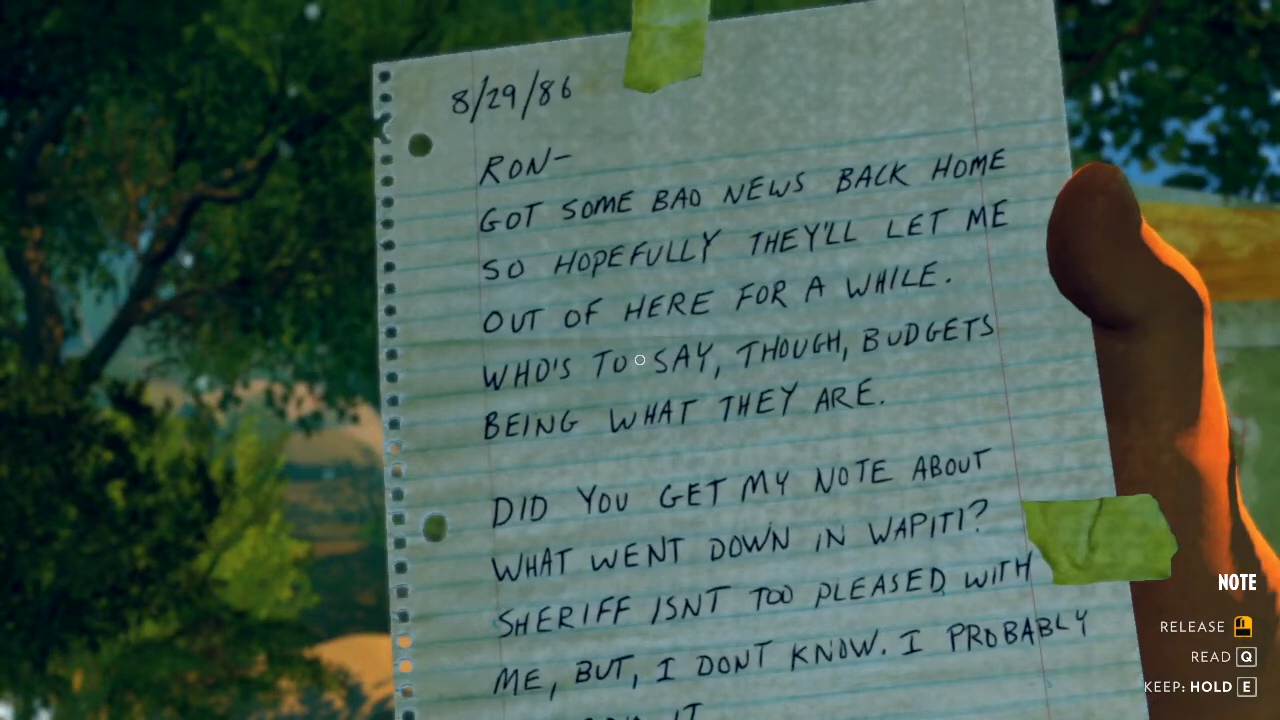 8/29/86
RON-
GOT SOME BAD NEWS BACK HOME
SO HOPEFULLY THEY'LL LET ME
OUT OF HERE FOR A WHILE.
WHO'S TO SAY, THOUGH, BUDGETS
BEING WHAT THEY ARE.
DID YOU GET MY NOTE ABOUT
WHAT WENT DOWN IN WAPITI?
SHERIFF ISNT TOO PLEASED WITH
ME, BUT, I DONT KNOW. I PROBABLY
IT
NOTE
RELEASE
READ Q
KEEP: HOLD E